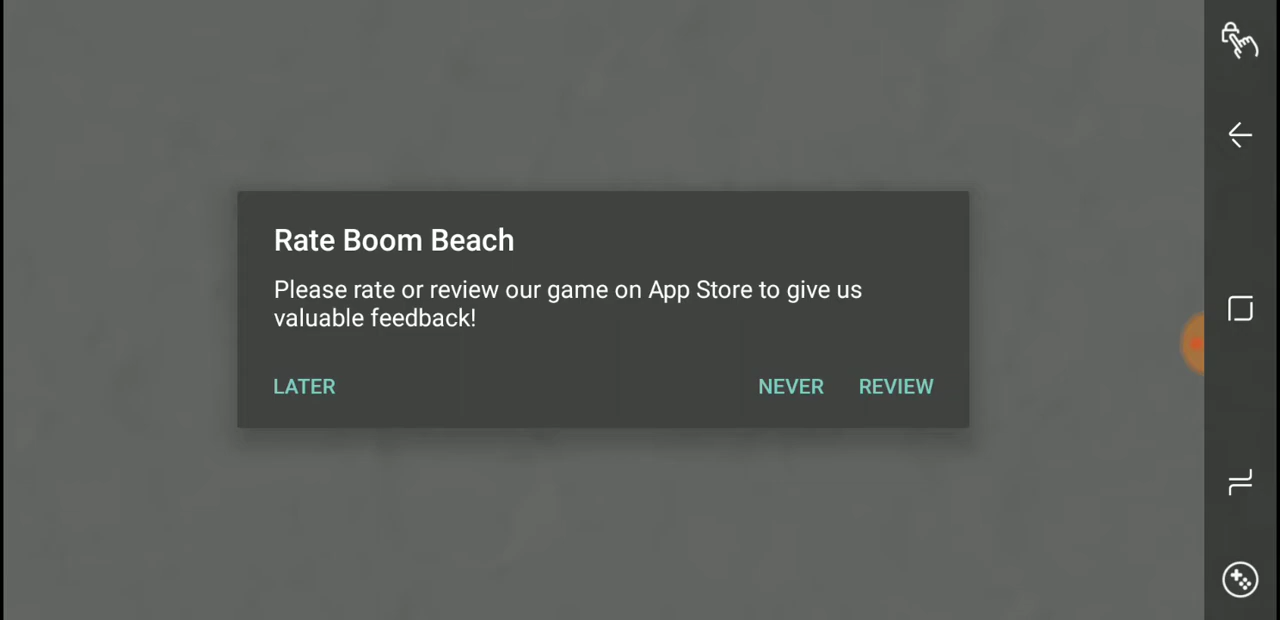 Rate Boom Beach
Please rate or review our game on App Store to give us
valuable feedback!
LATER
NEVER
REVIEW